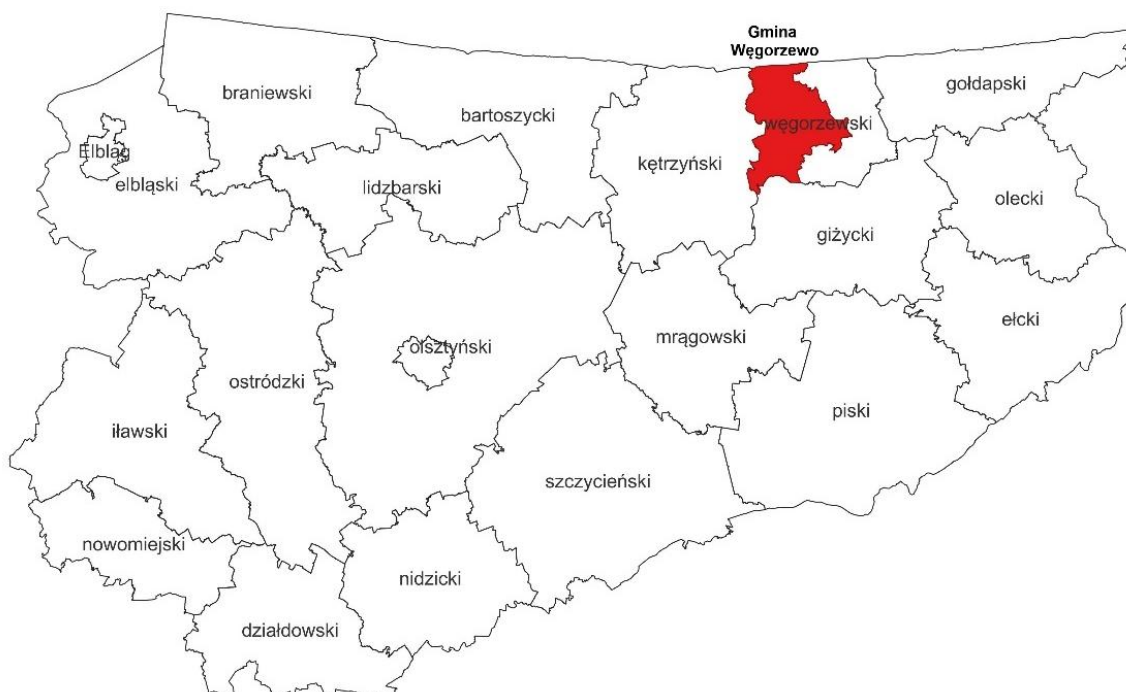 Gmina
Węgorzewo
gołdapski
braniewski
bartoszycki
węgorzewski
Elbląg
kętrzyński
elbląski
lidzbarski
olecki
giżycki
ełcki
mrągowski
olsztyński
ostródzki
piski
iławski
szczycieński
nowomiejski
nidzicki
działdowski